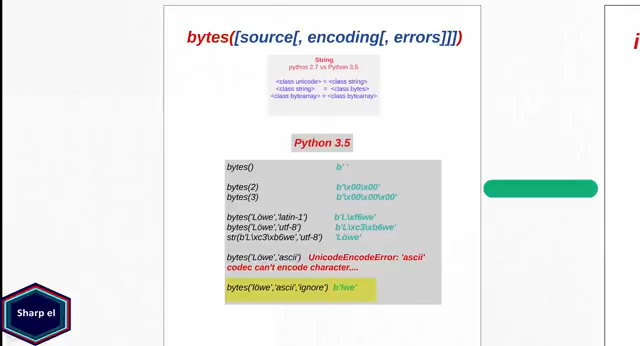 bytes([source[, encoding[, errors]]])
String
python 2.7 vs Python 3.5
<class unicode> = <class string>
<class string> = <class bytes>
<class bytearray> = <class bytearray>
Python 3.5
bytes() b' '
bytes(2) b'\x00\x00'
bytes(3) b'\x00\x00\x00'
bytes('Löwe','latin-1') b'L\xf6we'
bytes('Löwe','utf-8') b'L\xc3\xb6we'
str(b'L\xc3\xb6we','utf-8') 'Löwe'
bytes('Löwe','ascii') UnicodeEncodeError: 'ascii'
codec can't encode character....
bytes('löwe','ascii','ignore') b'lwe'
i
Sharp el